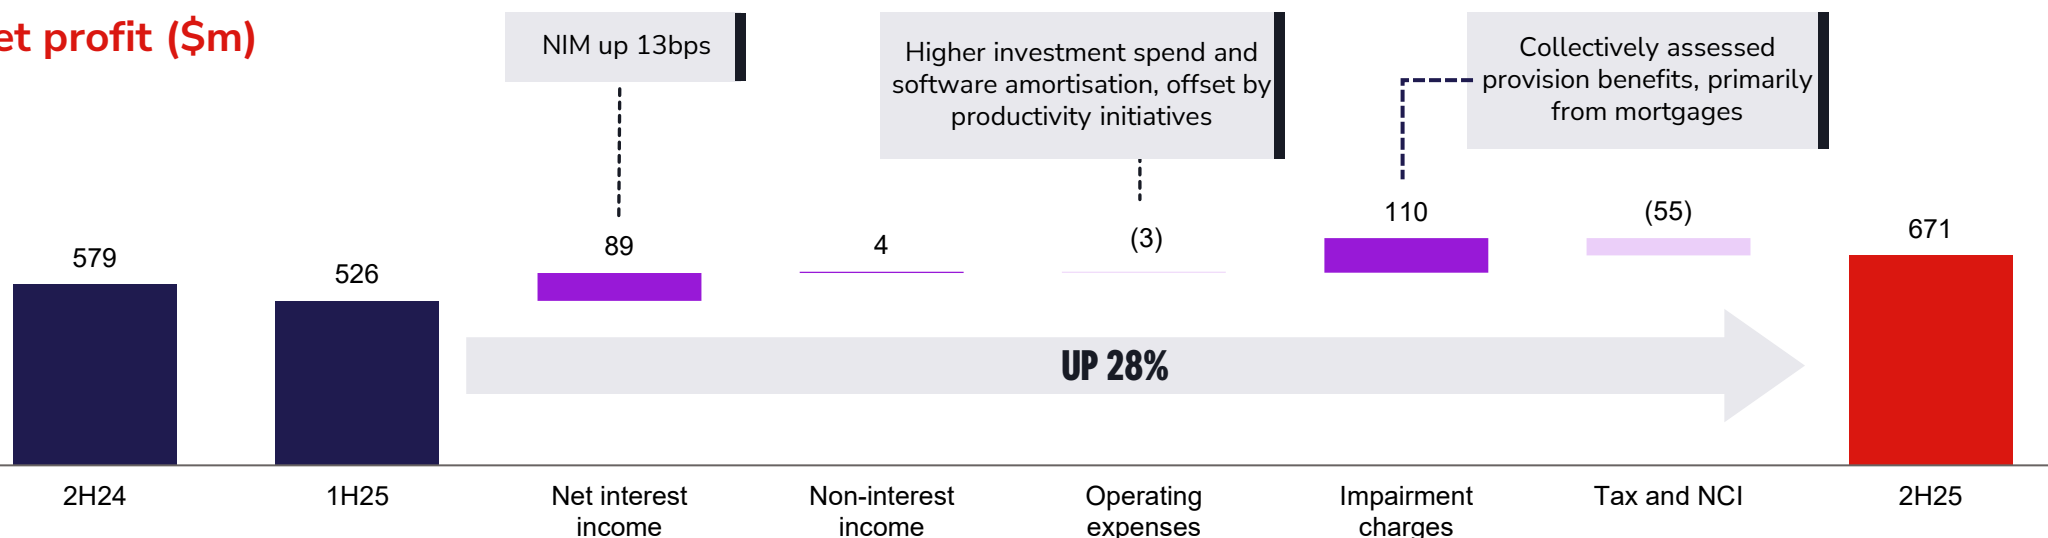 et profit ($m)
NIM up 13bps
Higher investment spend and
software amortisation, offset by
productivity initiatives
Collectively assessed
provision benefits, primarily
from mortgages
579
526
89
4
(3)
110
(55)
671
UP 28%
2H24
1H25
Net interest
income
Non-interest
income
Operating
expenses
Impairment
charges
Tax and NCI
2H25